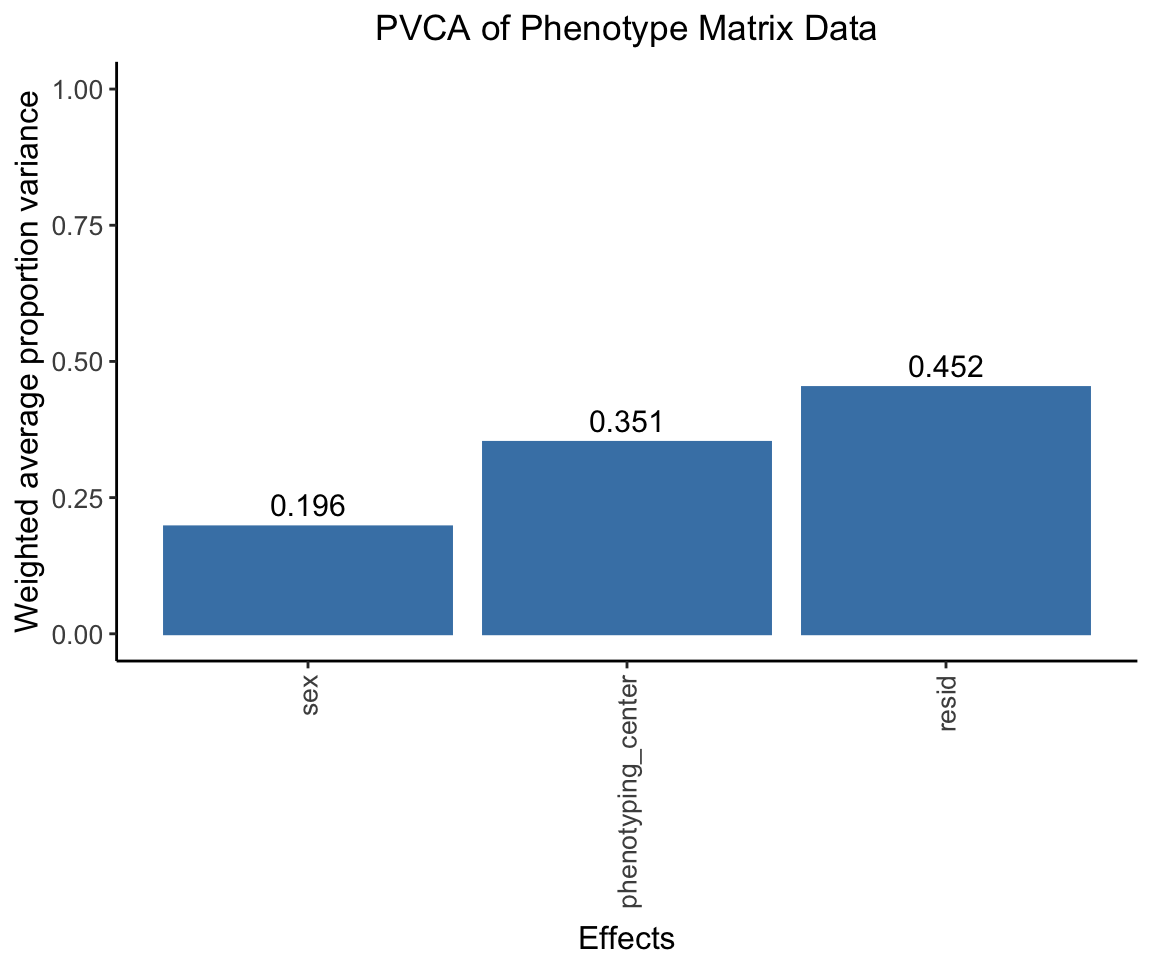 PVCA of Phenotype Matrix Data
Weighted average proportion variance
1.00
0.75
0.50
0.25
0.00
0.196
0.351
0.452
sex
phenotyping_center
resid
Effects